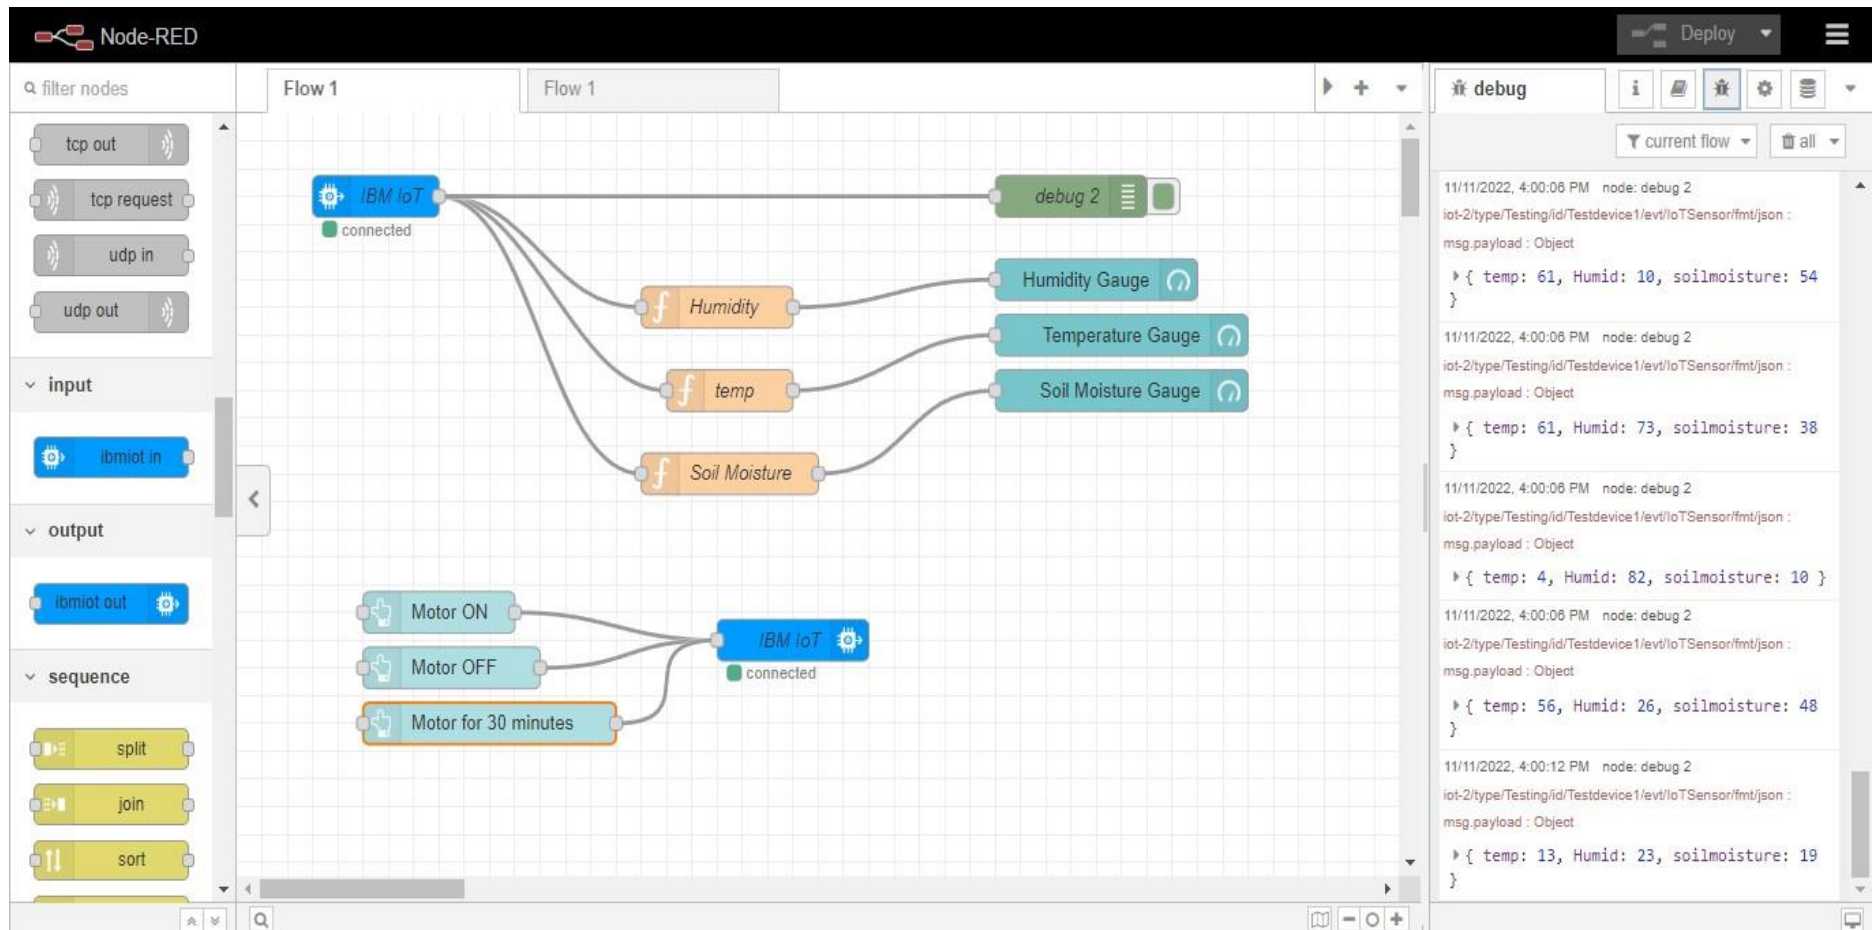 Node-RED
Deploy
filter nodes
Flow 1
Flow 1
debug
current flow
all
tcp out
tcp request
udp in
udp out
input
ibmiot in
output
ibmiot out
sequence
split
join
sort
IBM IoT
connected
debug 2
Humidity
Humidity Gauge
temp
Temperature Gauge
Soil Moisture
Soil Moisture Gauge
Motor ON
Motor OFF
Motor for 30 minutes
IBM IoT
connected
11/11/2022, 4:00:06 PM node: debug 2
iot-2/type/Testing/id/Testdevice1/evt/IoTSensor/fmt/json :
msg.payload : Object
{ temp: 61, Humid: 10, soilmoisture: 54
}
11/11/2022, 4:00:06 PM node: debug 2
iot-2/type/Testing/id/Testdevice1/evt/IoTSensor/fmt/json :
msg.payload : Object
{ temp: 61, Humid: 73, soilmoisture: 38
}
11/11/2022, 4:00:06 PM node: debug 2
iot-2/type/Testing/id/Testdevice1/evt/IoTSensor/fmt/json :
msg.payload : Object
{ temp: 4, Humid: 82, soilmoisture: 10 }
11/11/2022, 4:00:06 PM node: debug 2
iot-2/type/Testing/id/Testdevice1/evt/IoTSensor/fmt/json :
msg.payload : Object
{ temp: 56, Humid: 26, soilmoisture: 48
}
11/11/2022, 4:00:12 PM node: debug 2
iot-2/type/Testing/id/Testdevice1/evt/IoTSensor/fmt/json :
msg.payload : Object
{ temp: 13, Humid: 23, soilmoisture: 19
}